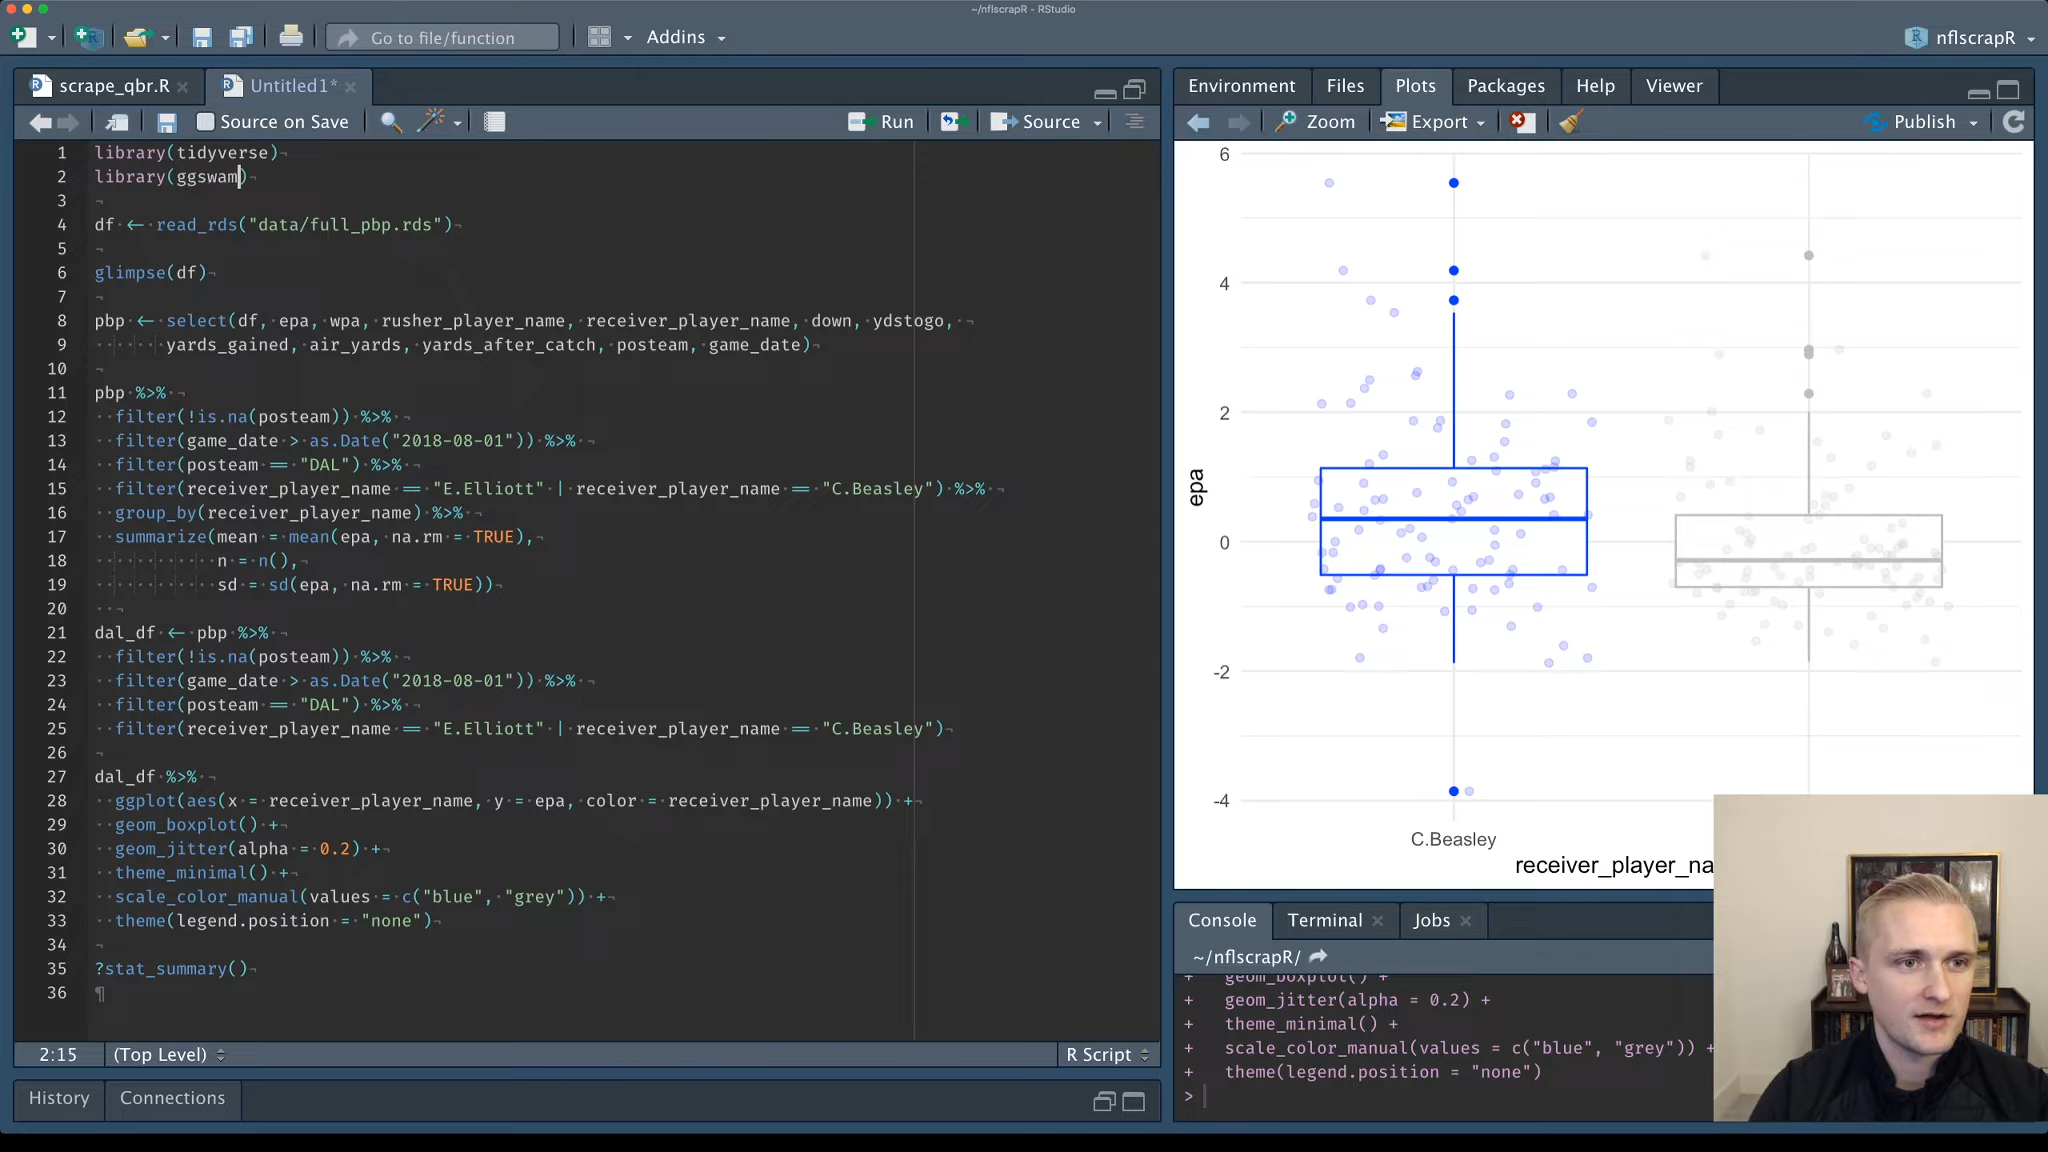 ~/nflscrapR - RStudio
Go to file/function
Addins
nflscrapR
scrape_qbr.R
Untitled1*
Source on Save
Run
Source
1 library(tidyverse)
2 library(ggswam)
3
4 df <- read_rds("data/full_pbp.rds")
5
6 glimpse(df)
7
8 pbp <- select(df, epa, wpa, rusher_player_name, receiver_player_name, down, ydstogo,
9 yards_gained, air_yards, yards_after_catch, posteam, game_date)
10
11 pbp %>%
12 filter(!is.na(posteam)) %>%
13 filter(game_date > as.Date("2018-08-01")) %>%
14 filter(posteam == "DAL") %>%
15 filter(receiver_player_name == "E.Elliott" | receiver_player_name == "C.Beasley") %>%
16 group_by(receiver_player_name) %>%
17 summarize(mean = mean(epa, na.rm = TRUE),
18 n = n(),
19 sd = sd(epa, na.rm = TRUE))
20
21 dal_df <- pbp %>%
22 filter(!is.na(posteam)) %>%
23 filter(game_date > as.Date("2018-08-01")) %>%
24 filter(posteam == "DAL") %>%
25 filter(receiver_player_name == "E.Elliott" | receiver_player_name == "C.Beasley")
26
27 dal_df %>%
28 ggplot(aes(x = receiver_player_name, y = epa, color = receiver_player_name)) +
29 geom_boxplot() +
30 geom_jitter(alpha = 0.2) +
31 theme_minimal() +
32 scale_color_manual(values = c("blue", "grey")) +
33 theme(legend.position = "none")
34
35 ?stat_summary()
36
2:15
(Top Level)
R Script
History
Connections
Environment
Files
Plots
Packages
Help
Viewer
Zoom
Export
Publish
6
4
2
0
-2
-4
epa
C.Beasley
receiver_player_na
Console
Terminal
Jobs
~/nflscrapR/
+ geom_boxplot() +
+ geom_jitter(alpha = 0.2) +
+ theme_minimal() +
+ scale_color_manual(values = c("blue", "grey")) +
+ theme(legend.position = "none")
>